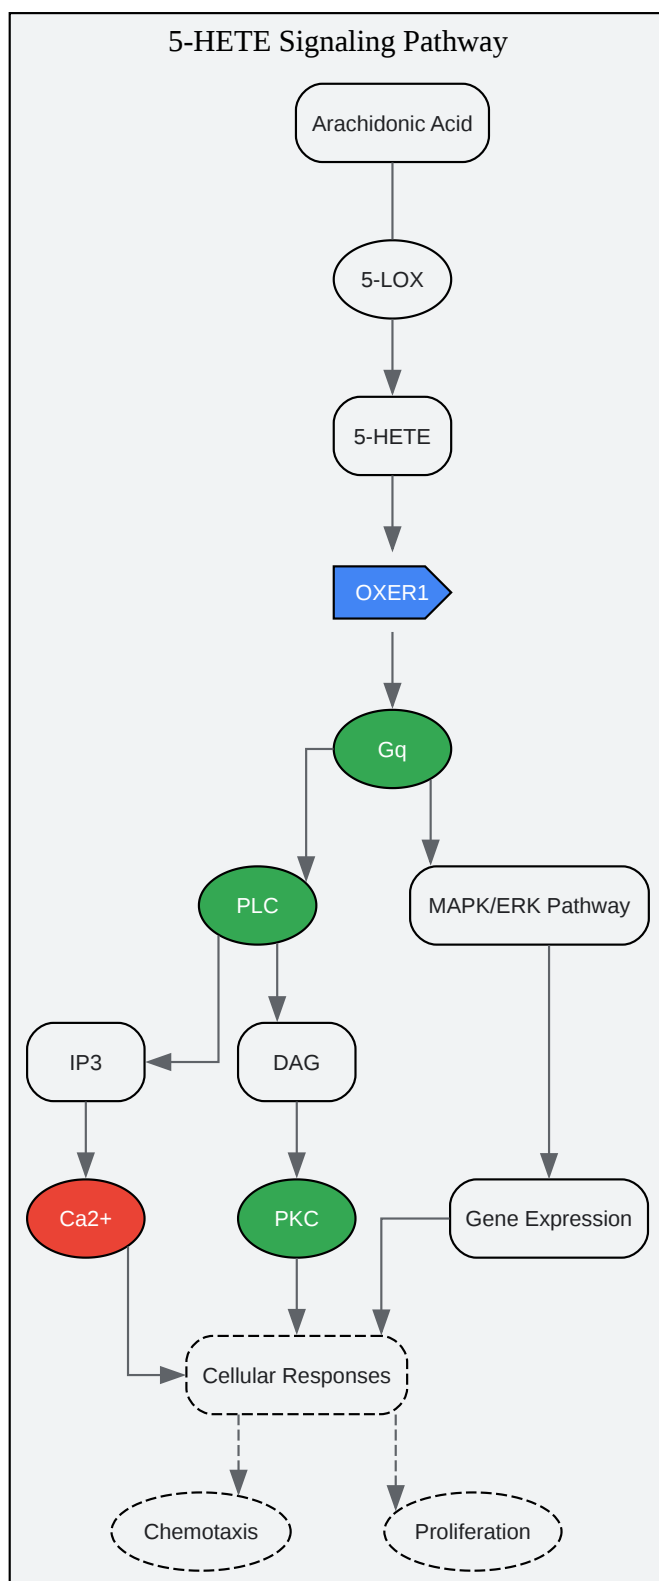 5-HETE Signaling Pathway
Arachidonic Acid
5-LOX
5-HETE
OXER1
Gq
PLC
MAPK/ERK Pathway
IP3
DAG
Ca2+
PKC
Gene Expression
Cellular Responses
Chemotaxis
Proliferation